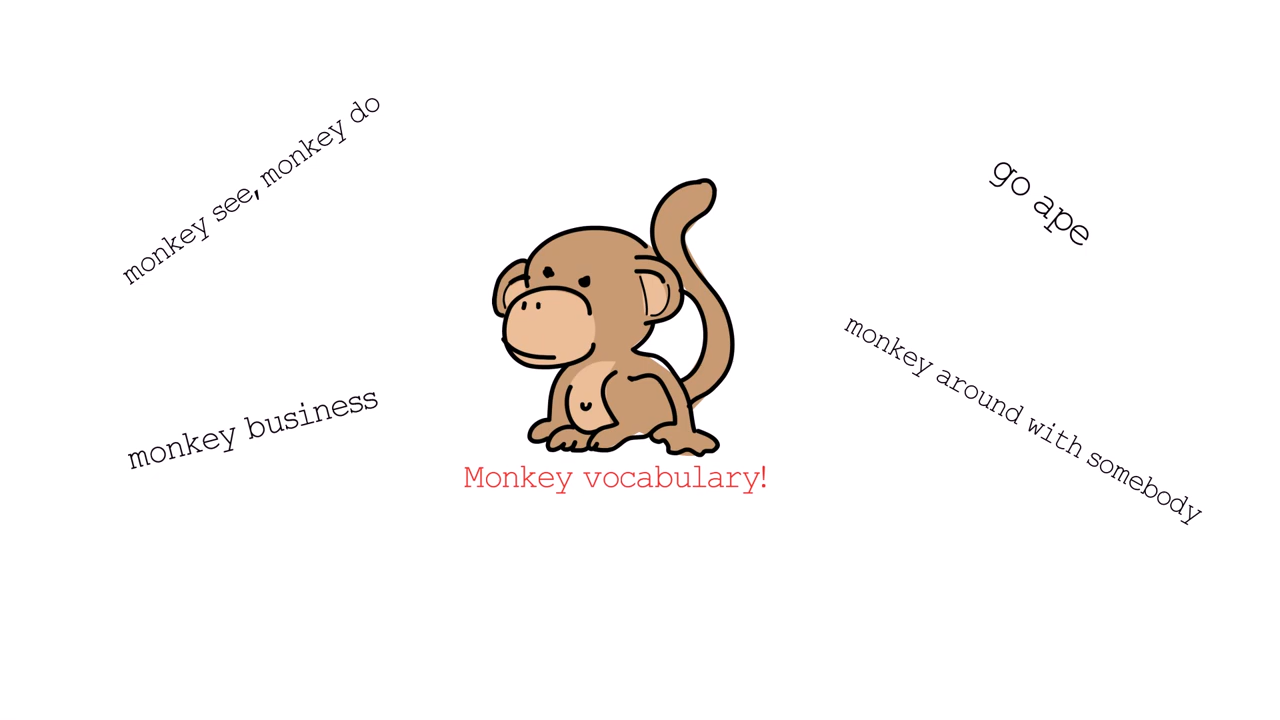 monkey see, monkey do
go ape
monkey around with somebody
monkey business
Monkey vocabulary!